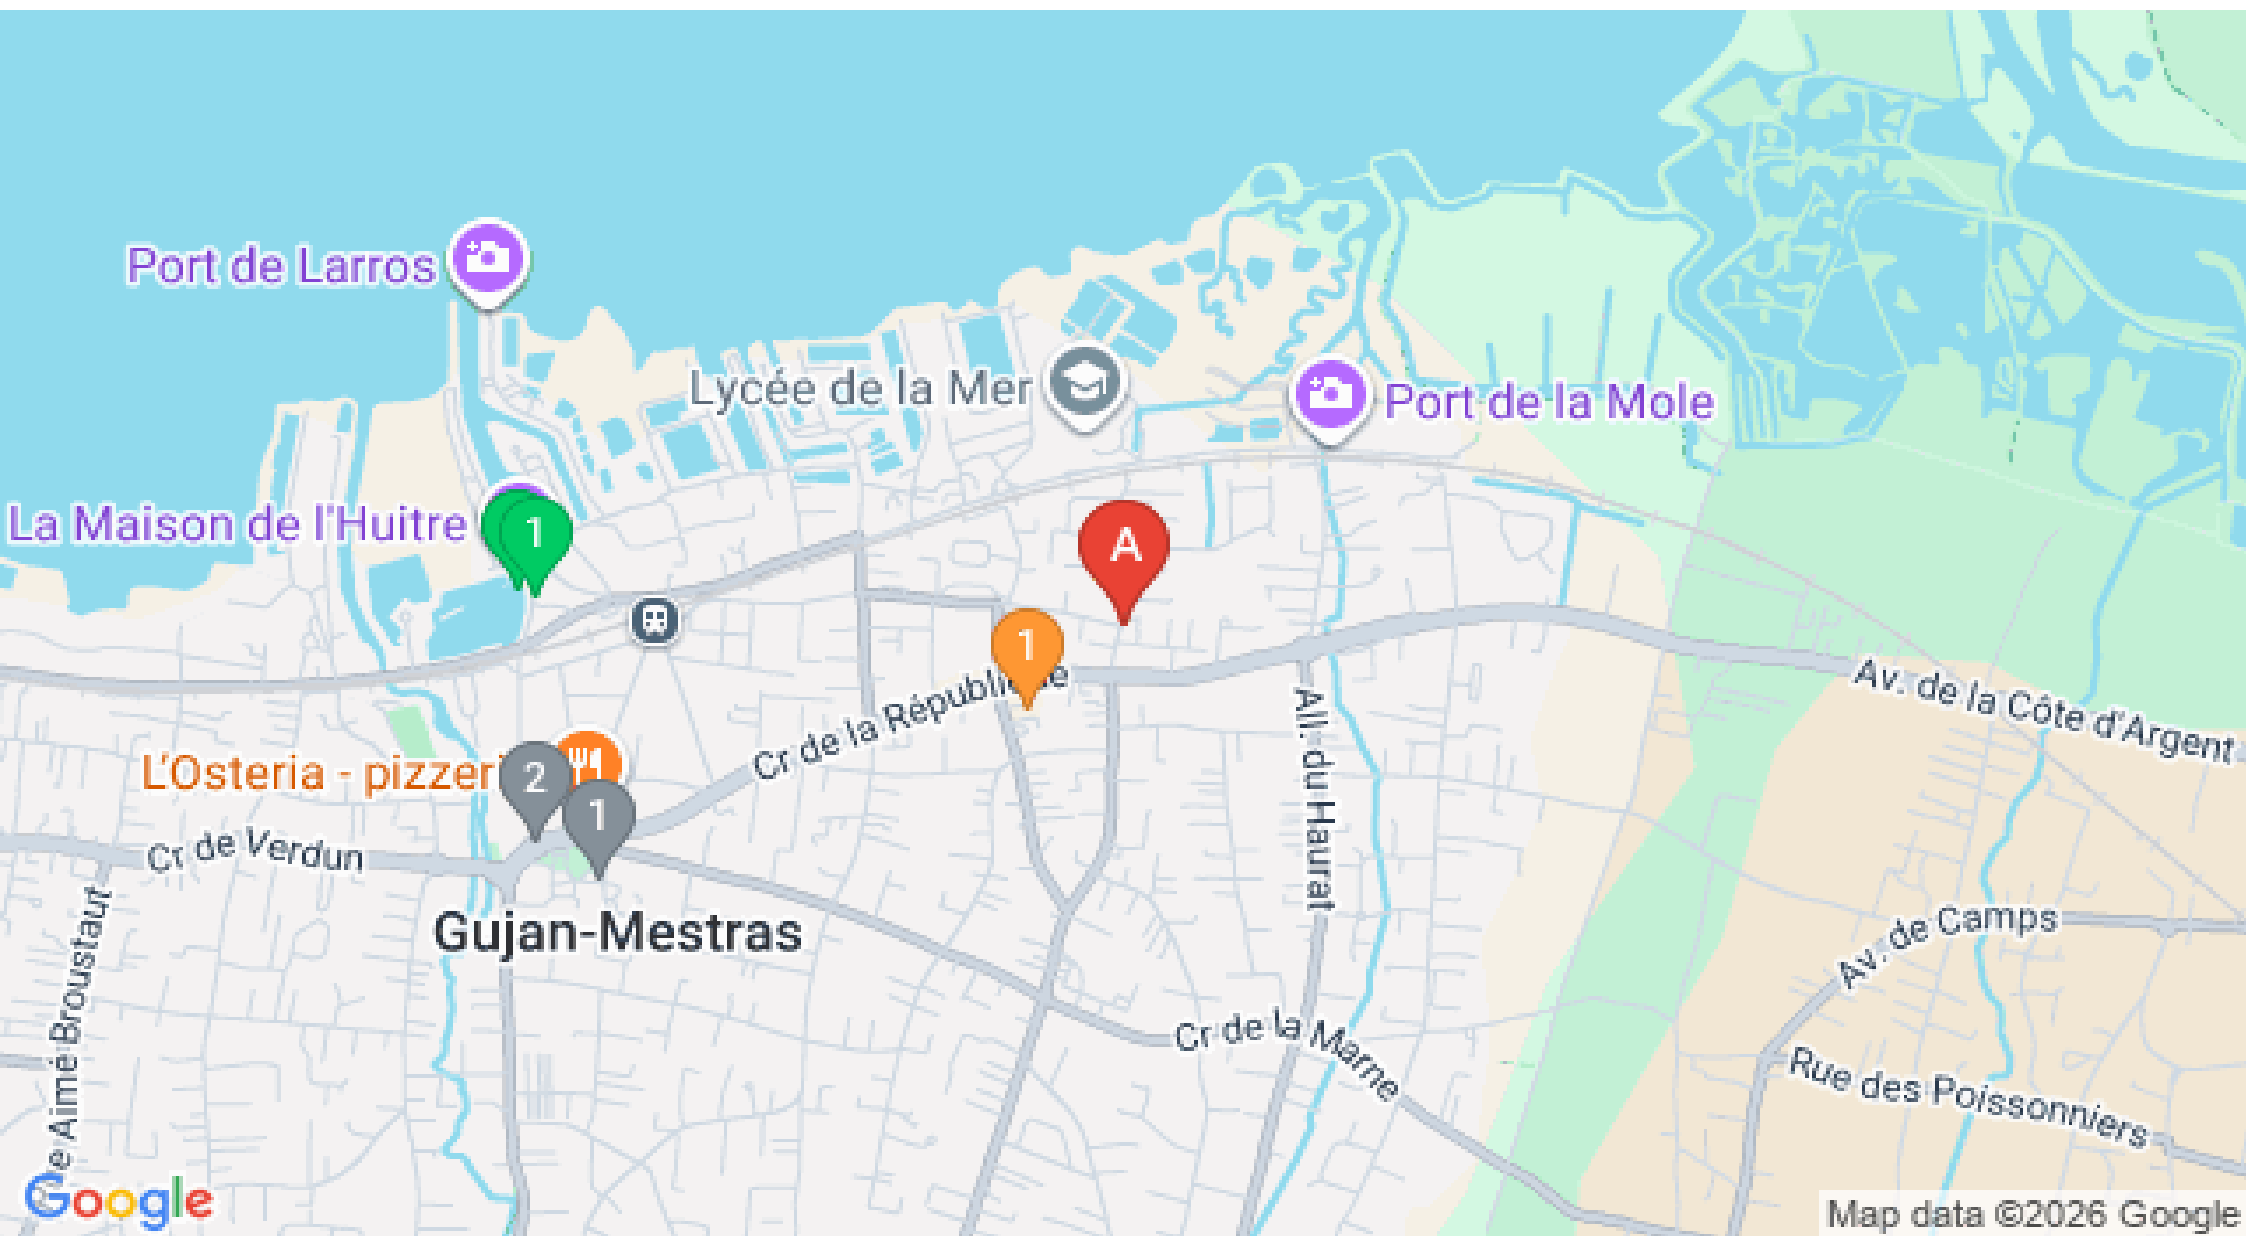 Port de Larros
Lycée de la Mer
Port de la Mole
La Maison de l'Huitre
1
A
1
Cr de la République
Av. de la Côte d'Argent
L'Osteria - pizzeri
2
1
Cr de Verdun
All. du Haurat
Gujan-Mestras
Av. de Camps
e Aimé Broustaut
Cr de la Marne
Rue des Poissonniers
Google
Map data ©2026 Google